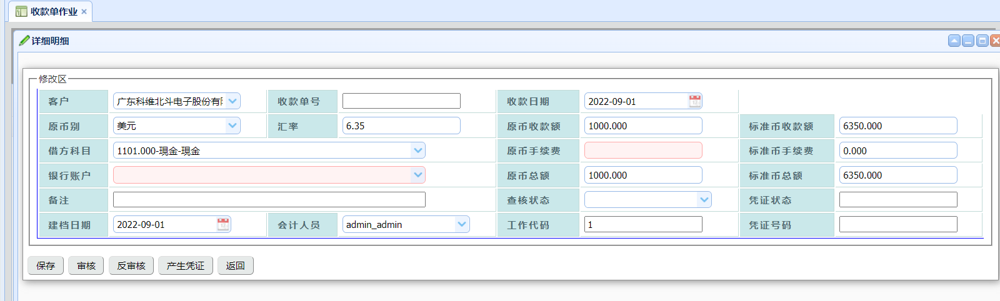 收款单作业
详细明细
修改区
客户 广东科维北斗电子股份有 收款单号 收款日期 2022-09-01
原币别 美元 汇率 6.35 原币收款额 1000.000 标准币收款额 6350.000
借方科目 1101.000-現金-現金 原币手续费 标准币手续费 0.000
银行账户 原币总额 1000.000 标准币总额 6350.000
备注 查核状态 凭证状态
建档日期 2022-09-01 会计人员 admin_admin 工作代码 1 凭证号码
保存 审核 反审核 产生凭证 返回